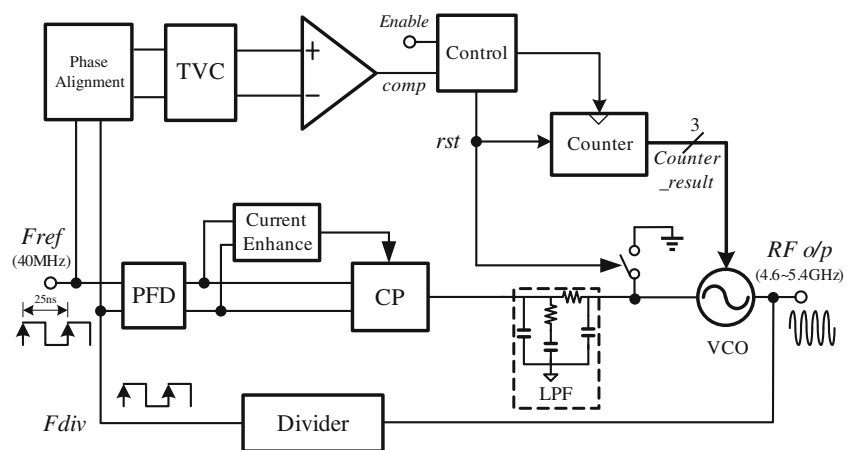 Enable
Phase
Alignment
TVC
+
−
comp
Control
rst
Counter
3
Counter
_result
Fref
(40MHz)
25ns
Current
Enhance
PFD
CP
RF o/p
(4.6~5.4GHz)
VCO
LPF
Fdiv
Divider